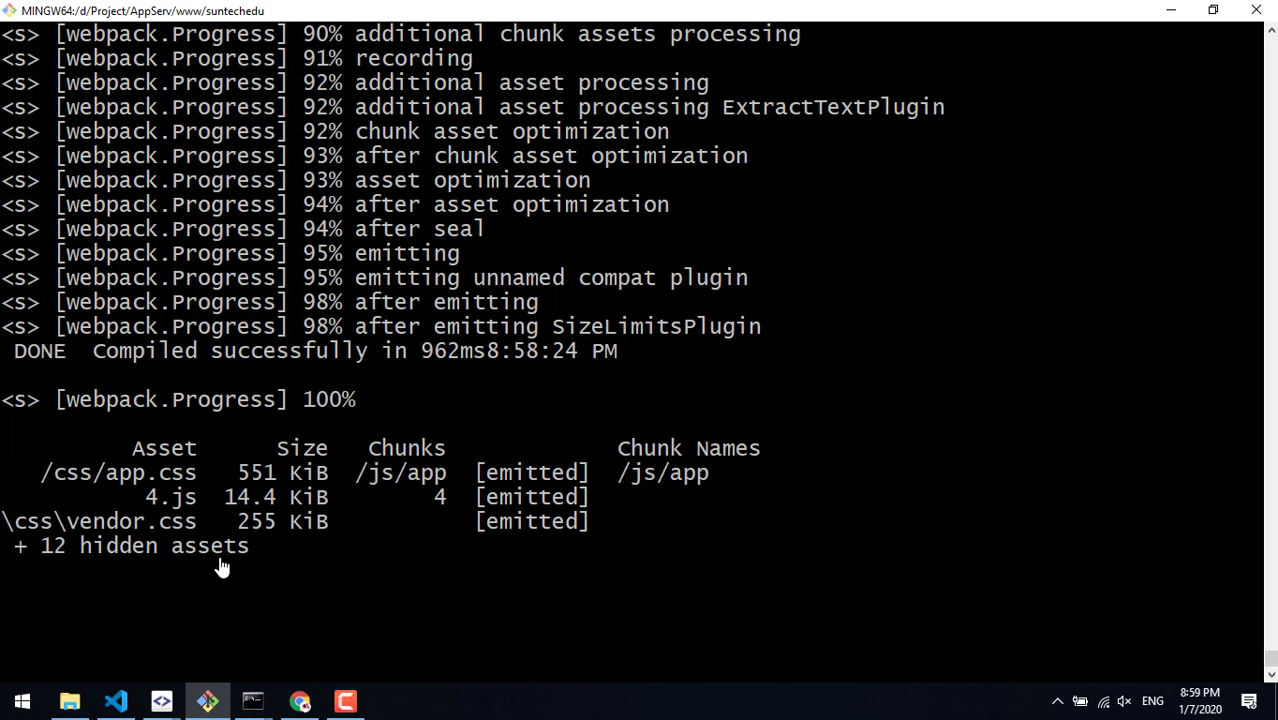 MINGW64:/d/Project/AppServ/www/suntechedu
<s> [webpack.Progress] 90% additional chunk assets processing
<s> [webpack.Progress] 91% recording
<s> [webpack.Progress] 92% additional asset processing
<s> [webpack.Progress] 92% additional asset processing ExtractTextPlugin
<s> [webpack.Progress] 92% chunk asset optimization
<s> [webpack.Progress] 93% after chunk asset optimization
<s> [webpack.Progress] 93% asset optimization
<s> [webpack.Progress] 94% after asset optimization
<s> [webpack.Progress] 94% after seal
<s> [webpack.Progress] 95% emitting
<s> [webpack.Progress] 95% emitting unnamed compat plugin
<s> [webpack.Progress] 98% after emitting
<s> [webpack.Progress] 98% after emitting SizeLimitsPlugin
DONE  Compiled successfully in 962ms8:58:24 PM
<s> [webpack.Progress] 100%
Asset Size Chunks Chunk Names
/css/app.css 551 KiB /js/app [emitted] /js/app
4.js 14.4 KiB 4 [emitted]
\css\vendor.css 255 KiB [emitted]
+ 12 hidden assets
ENG
8:59 PM
1/7/2020